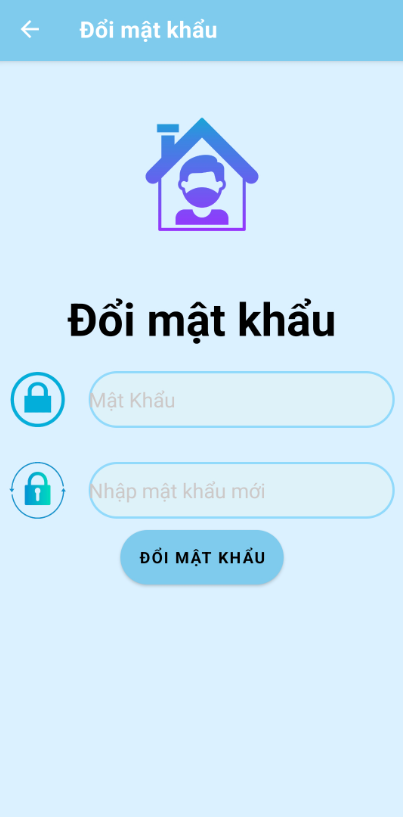 Đổi mật khẩu
Đổi mật khẩu
Mật Khẩu
Nhập mật khẩu mới
ĐỔI MẬT KHẨU